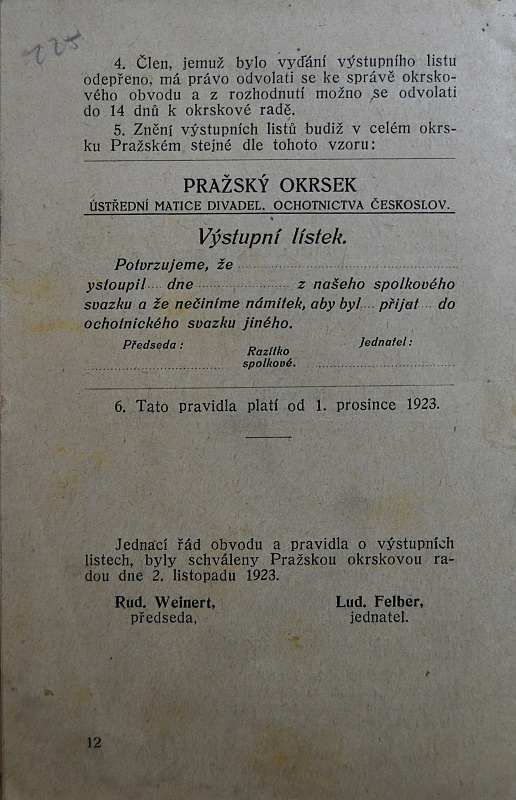 225
4. Člen, jemuž bylo vydání výstupního listu
odepřeno, má právo odvolati se ke správě okrsko-
vého obvodu a z rozhodnutí možno se odvolati
do 14 dnů k okrskové radě.
5. Znění výstupních listů budiž v celém okrs-
ku Pražském stejné dle tohoto vzoru:
PRAŽSKÝ OKRSEK
ÚSTŘEDNÍ MATICE DIVADEL. OCHOTNICTVA ČESKOSLOV.
Výstupní lístek.
Potvrzujeme, že
vstoupil dne z našeho spolkového
svazku a že nečiníme námitek, aby byl přijat do
ochotnického svazku jiného.
Předseda: Razítko Jednatel:
spolkové.
6. Tato pravidla platí od 1. prosince 1923.
Jednací řád obvodu a pravidla o výstupních
listech, byly schváleny Pražskou okrskovou ra-
dou dne 2. listopadu 1923.
Rud. Weinert, Lud. Felber,
předseda, jednatel.
12